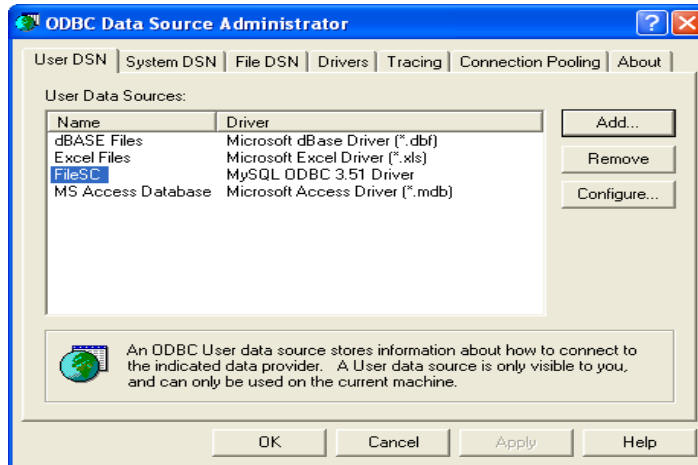 ODBC Data Source Administrator
User DSN System DSN File DSN Drivers Tracing Connection Pooling About
User Data Sources:
Name Driver
dBASE Files Microsoft dBase Driver (*.dbf)
Excel Files Microsoft Excel Driver (*.xls)
FileSC MySQL ODBC 3.51 Driver
MS Access Database Microsoft Access Driver (*.mdb)
Add...
Remove
Configure...
An ODBC User data source stores information about how to connect to
the indicated data provider. A User data source is only visible to you,
and can only be used on the current machine.
OK Cancel Apply Help